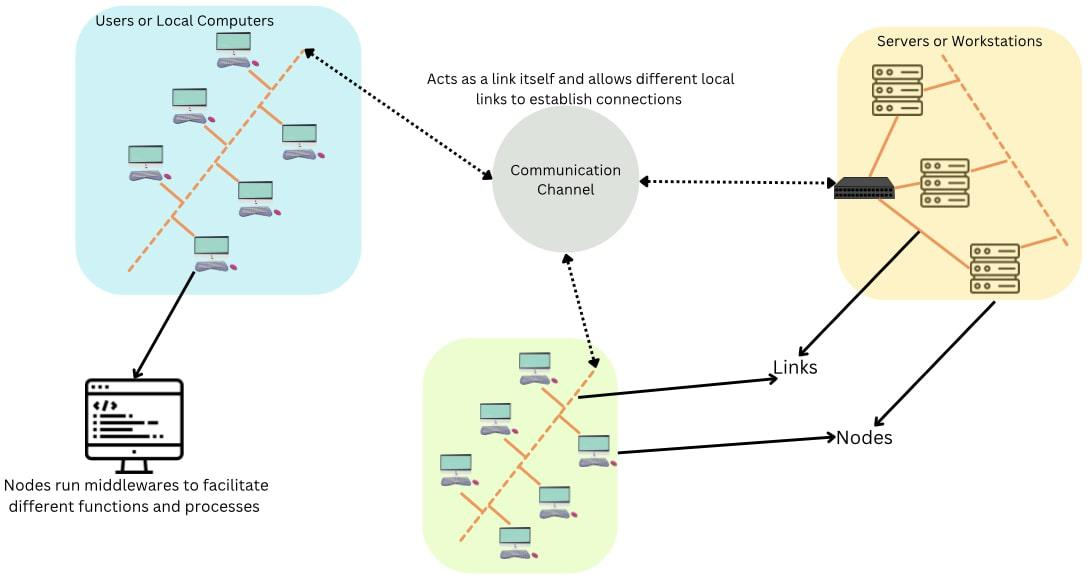 Users or Local Computers
Servers or Workstations
Acts as a link itself and allows different local
links to establish connections
Communication
Channel
Links
Nodes
</>
Nodes run middlewares to facilitate
different functions and processes